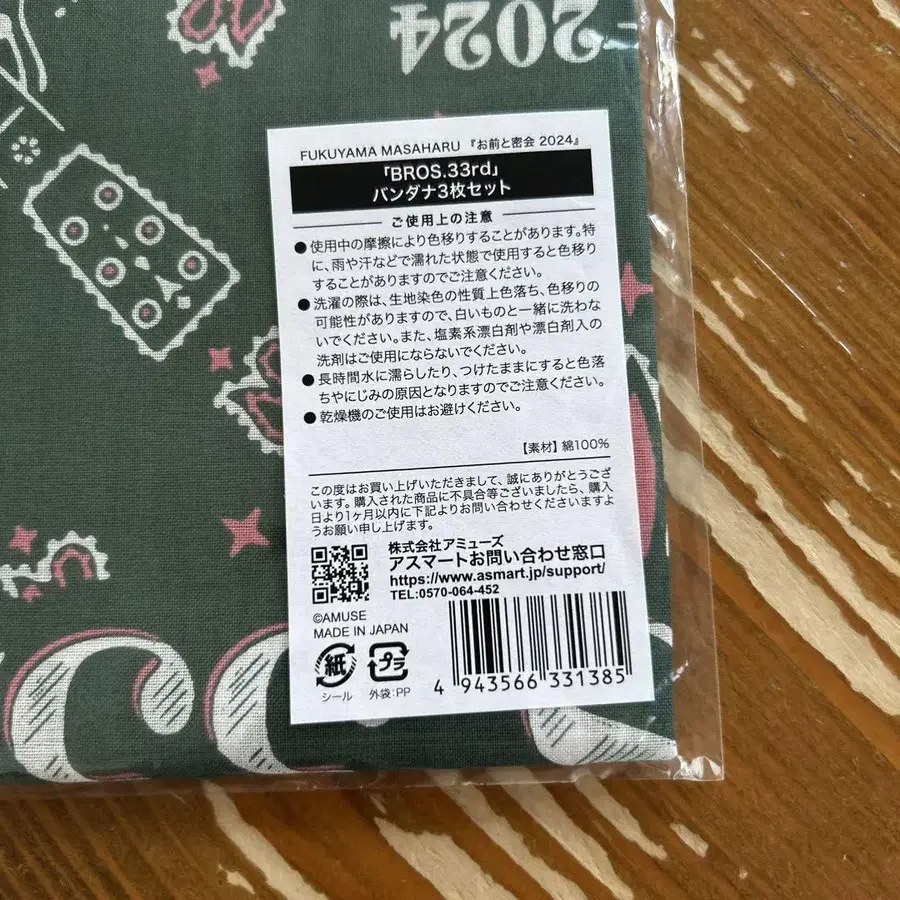 2024
FUKUYAMA MASAHARU 『お前と密会 2024』
「BROS.33rd」
バンダナ3枚セット
ご使用上の注意
●使用中の摩擦により色移りすることがあります。特
に、雨や汗などで濡れた状態で使用すると色移り
することがありますのでご注意ください。
●洗濯の際は、生地染色の性質上色落ち、色移りの
可能性がありますので、白いものと一緒に洗わな
いでください。また、塩素系漂白剤や漂白剤入の
洗剤はご使用にならないでください。
●長時間水に濡らしたり、つけたままにすると色落
ちやにじみの原因となりますのでご注意ください。
●乾燥機のご使用はお避けください。
【素材】綿100%
この度はお買い上げいただきまして、誠にありがとうござ
います。購入された商品に不具合等ございましたら、購入
日より1ヶ月以内に下記よりお問い合わせくださいますよ
うお願い申し上げます。
株式会社アミューズ
アスマートお問い合わせ窓口
https://www.asmart.jp/support/
TEL:0570-064-452
©AMUSE
MADE IN JAPAN
紙
プラ
シール
外袋:PP
4 943566 331385